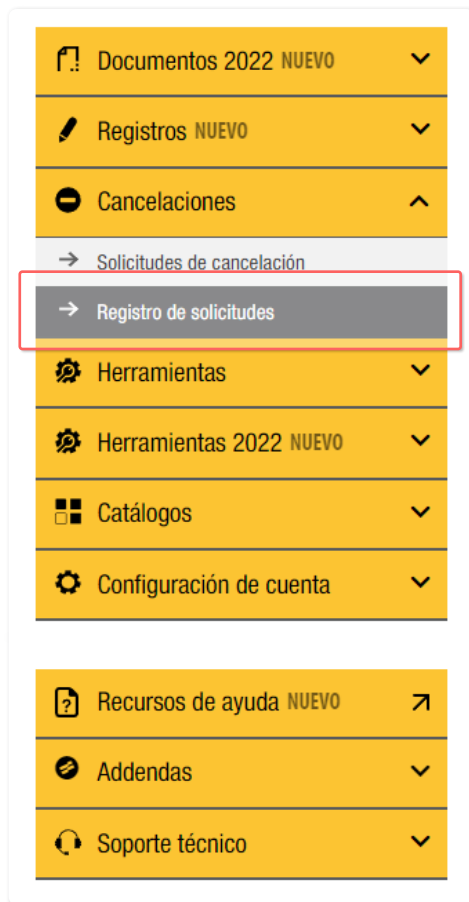 Documentos 2022 NUEVO
Registros NUEVO
Cancelaciones
Solicitudes de cancelación
Registro de solicitudes
Herramientas
Herramientas 2022 NUEVO
Catálogos
Configuración de cuenta
Recursos de ayuda NUEVO
Addendas
Soporte técnico